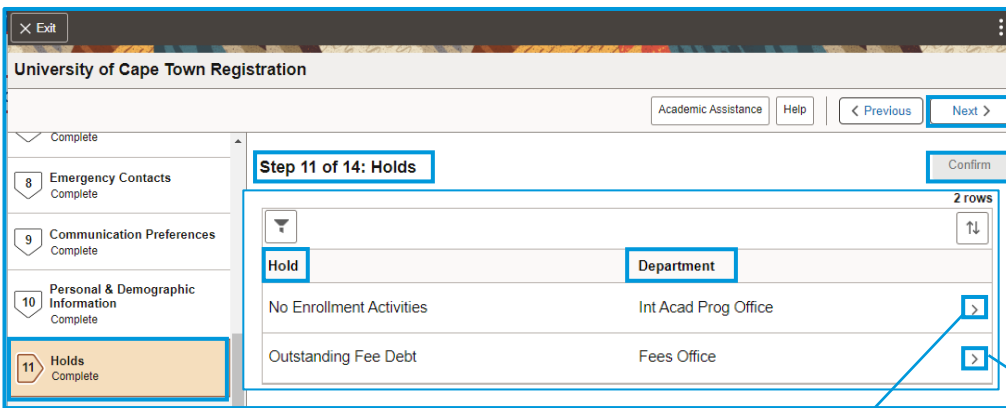 × Exit
University of Cape Town Registration
Academic Assistance Help Previous Next
Complete
8 Emergency Contacts
Complete
9 Communication Preferences
Complete
10 Personal & Demographic
Information
Complete
11 Holds
Complete
Step 11 of 14: Holds
Confirm
2 rows
Hold Department
No Enrollment Activities Int Acad Prog Office
Outstanding Fee Debt Fees Office